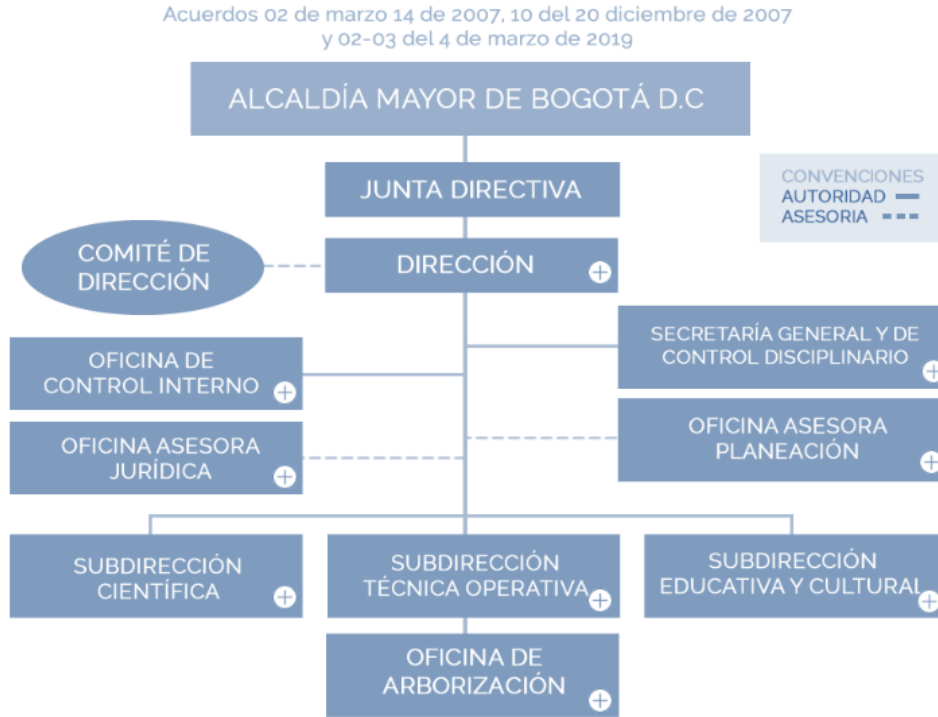 Acuerdos 02 de marzo 14 de 2007, 10 del 20 diciembre de 2007
y 02-03 del 4 de marzo de 2019
ALCALDÍA MAYOR DE BOGOTÁ D.C
JUNTA DIRECTIVA
CONVENCIONES
AUTORIDAD
ASESORIA
COMITÉ DE
DIRECCIÓN
DIRECCIÓN
SECRETARÍA GENERAL Y DE
CONTROL DISCIPLINARIO
OFICINA DE
CONTROL INTERNO
OFICINA ASESORA
PLANEACIÓN
OFICINA ASESORA
JURÍDICA
SUBDIRECCIÓN
CIENTÍFICA
SUBDIRECCIÓN
TÉCNICA OPERATIVA
SUBDIRECCIÓN
EDUCATIVA Y CULTURAL
OFICINA DE
ARBORIZACIÓN